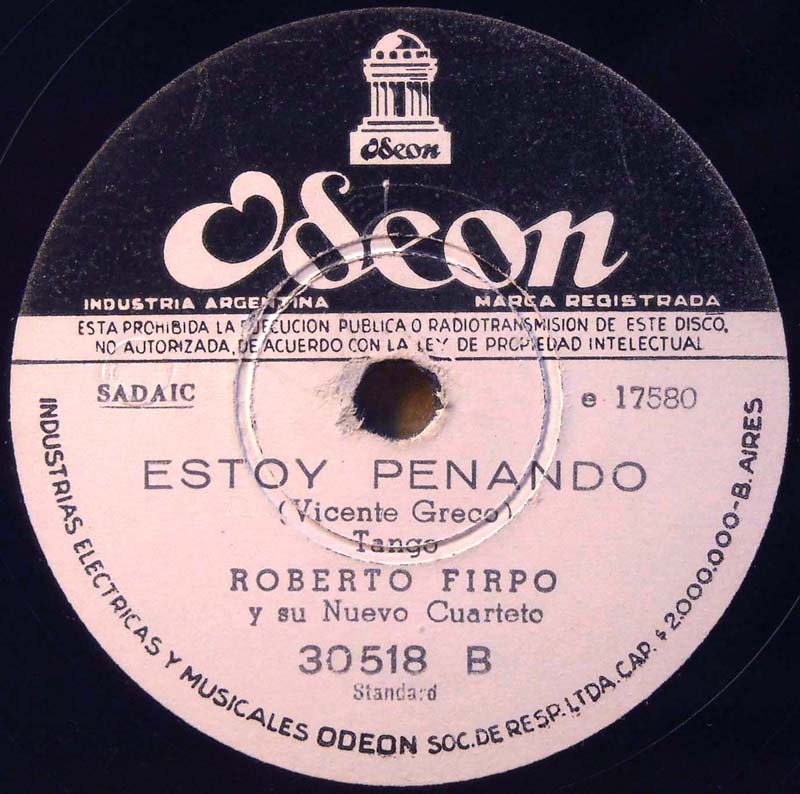 Odeon
Odeon
INDUSTRIA ARGENTINA MARCA REGISTRADA
ESTA PROHIBIDA LA EJECUCION PUBLICA O RADIOTRANSMISION DE ESTE DISCO,
NO AUTORIZADA, DE ACUERDO CON LA LEY DE PROPIEDAD INTELECTUAL
SADAIC e 17580
ESTOY PENANDO
(Vicente Greco)
Tango
ROBERTO FIRPO
y su Nuevo Cuarteto
30518 B
Standard
INDUSTRIAS ELECTRICAS Y MUSICALES ODEON SOC. DE RESP. LTDA. CAP. $ 2.000.000-B. AIRES